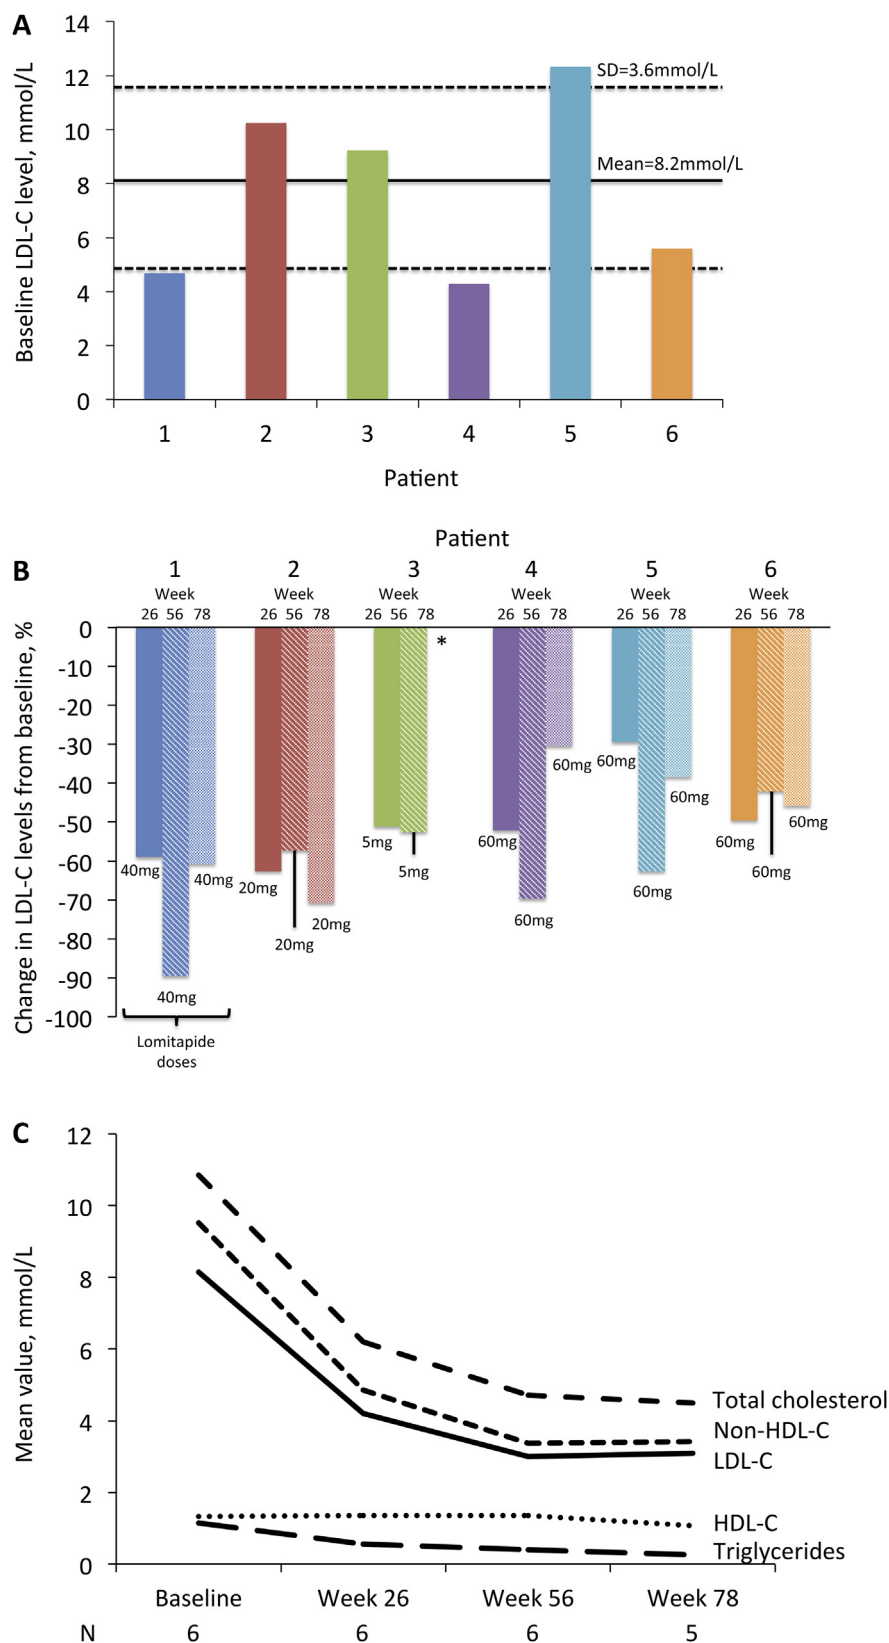 A
Baseline LDL-C level, mmol/L
14
12
10
8
6
4
2
0
SD=3.6mmol/L
Mean=8.2mmol/L
1 2 3 4 5 6
Patient
B
Patient
1 2 3 4 5 6
Week Week Week Week Week Week
26 56 78 26 56 78 26 56 78 26 56 78 26 56 78 26 56 78
Change in LDL-C levels from baseline, %
0
-10
-20
-30
-40
-50
-60
-70
-80
-90
-100
*
40mg 40mg 40mg
20mg 20mg 20mg
5mg 5mg
60mg 60mg 60mg
60mg 60mg 60mg
60mg 60mg 60mg
Lomitapide
doses
C
Mean value, mmol/L
12
10
8
6
4
2
0
Total cholesterol
Non-HDL-C
LDL-C
HDL-C
Triglycerides
Baseline Week 26 Week 56 Week 78
N 6 6 6 5